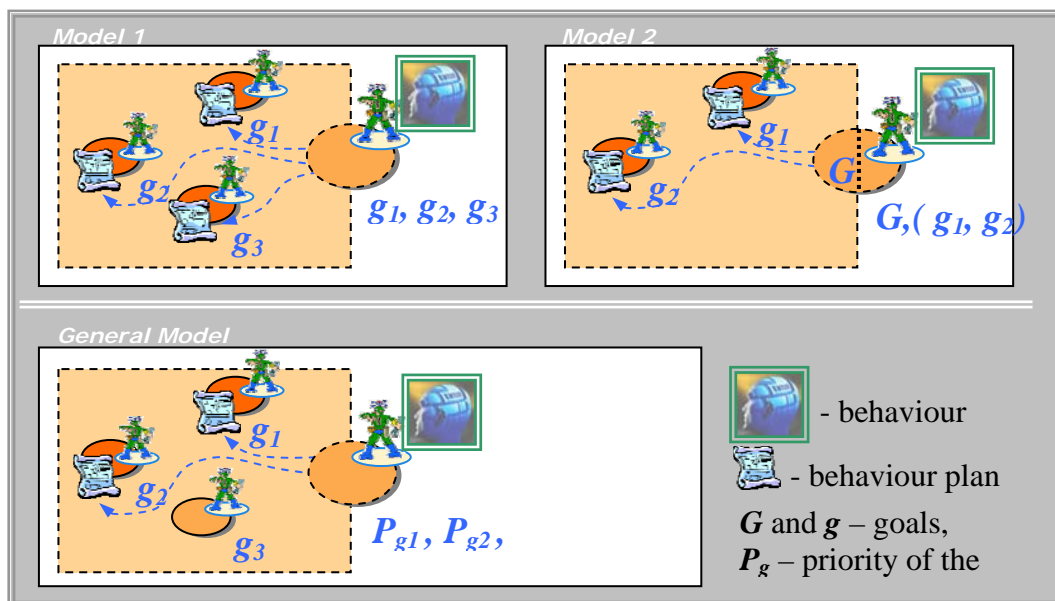 Model 1
g1
g2
g3
g1, g2, g3
Model 2
g1
g2
G
G,( g1, g2)
General Model
g1
g2
g3
Pg1, Pg2,
- behaviour
- behaviour plan
G and g – goals,
Pg – priority of the